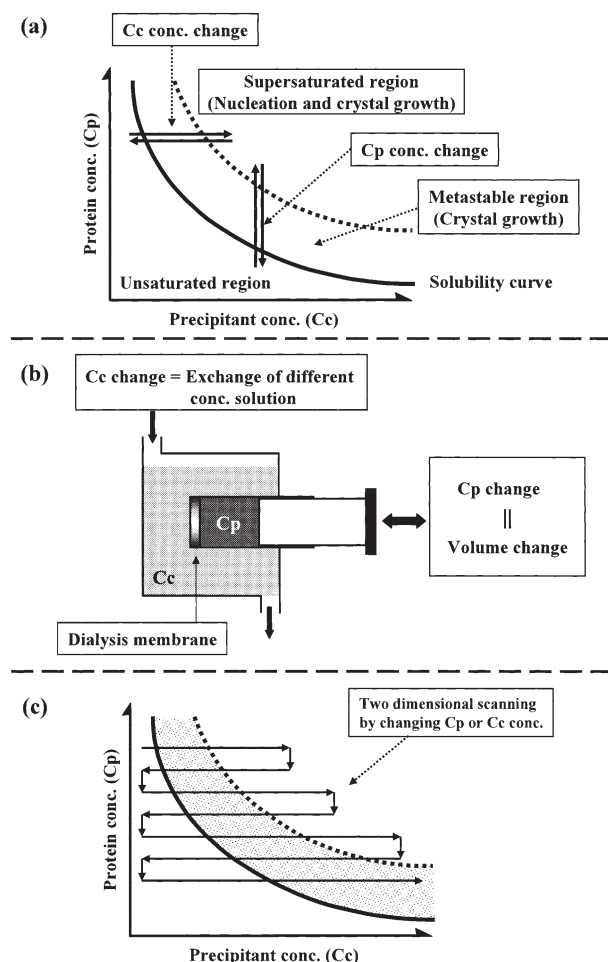 (a)
Cc conc. change
Supersaturated region
(Nucleation and crystal growth)
Cp conc. change
Metastable region
(Crystal growth)
Protein conc. (Cp)
Unsaturated region
Solubility curve
Precipitant conc. (Cc)
(b)
Cc change = Exchange of different
conc. solution
Cp
Cp change
||
Volume change
Cc
Dialysis membrane
(c)
Two dimensional scanning
by changing Cp or Cc conc.
Protein conc. (Cp)
Precipitant conc. (Cc)